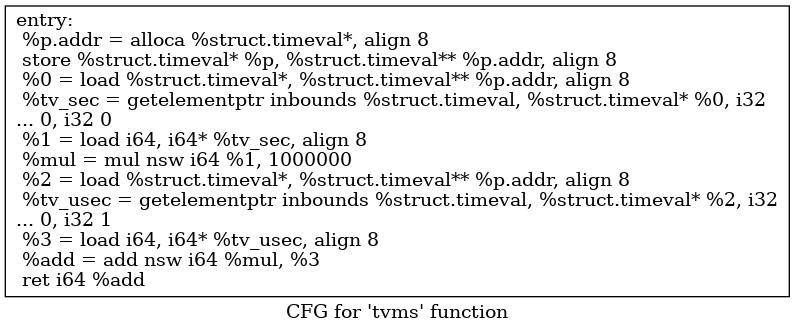 entry:
%p.addr = alloca %struct.timeval*, align 8
store %struct.timeval* %p, %struct.timeval** %p.addr, align 8
%0 = load %struct.timeval*, %struct.timeval** %p.addr, align 8
%tv_sec = getelementptr inbounds %struct.timeval, %struct.timeval* %0, i32
... 0, i32 0
%1 = load i64, i64* %tv_sec, align 8
%mul = mul nsw i64 %1, 1000000
%2 = load %struct.timeval*, %struct.timeval** %p.addr, align 8
%tv_usec = getelementptr inbounds %struct.timeval, %struct.timeval* %2, i32
... 0, i32 1
%3 = load i64, i64* %tv_usec, align 8
%add = add nsw i64 %mul, %3
ret i64 %add
CFG for 'tvms' function